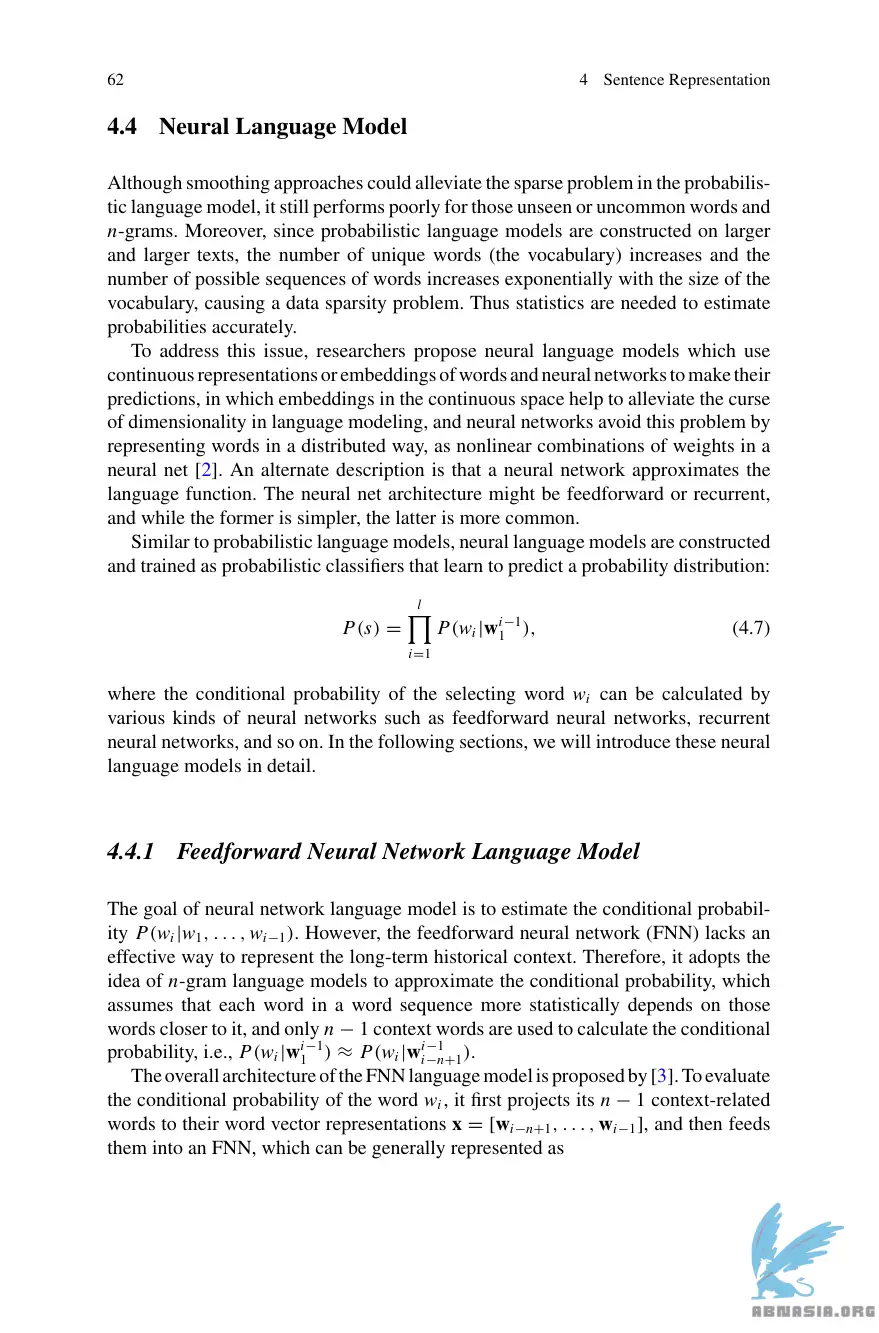 62
4 Sentence Representation
4.4 Neural Language Model
Although smoothing approaches could alleviate the sparse problem in the probabilis-
tic language model, it still performs poorly for those unseen or uncommon words and
n-grams. Moreover, since probabilistic language models are constructed on larger
and larger texts, the number of unique words (the vocabulary) increases and the
number of possible sequences of words increases exponentially with the size of the
vocabulary, causing a data sparsity problem. Thus statistics are needed to estimate
probabilities accurately.
To address this issue, researchers propose neural language models which use
continuous representations or embeddings of words and neural networks to make their
predictions, in which embeddings in the continuous space help to alleviate the curse
of dimensionality in language modeling, and neural networks avoid this problem by
representing words in a distributed way, as nonlinear combinations of weights in a
neural net [2]. An alternate description is that a neural network approximates the
language function. The neural net architecture might be feedforward or recurrent,
and while the former is simpler, the latter is more common.
Similar to probabilistic language models, neural language models are constructed
and trained as probabilistic classifiers that learn to predict a probability distribution:
P(s) = ∏_{i=1}^{l} P(w_i|𝐰_1^{i−1}), (4.7)
where the conditional probability of the selecting word w_i can be calculated by
various kinds of neural networks such as feedforward neural networks, recurrent
neural networks, and so on. In the following sections, we will introduce these neural
language models in detail.
4.4.1 Feedforward Neural Network Language Model
The goal of neural network language model is to estimate the conditional probabil-
ity P(w_i|w_1, . . . , w_{i−1}). However, the feedforward neural network (FNN) lacks an
effective way to represent the long-term historical context. Therefore, it adopts the
idea of n-gram language models to approximate the conditional probability, which
assumes that each word in a word sequence more statistically depends on those
words closer to it, and only n − 1 context words are used to calculate the conditional
probability, i.e., P(w_i|𝐰_1^{i−1}) ≈ P(w_i|𝐰_{i−n+1}^{i−1}).
The overall architecture of the FNN language model is proposed by [3]. To evaluate
the conditional probability of the word w_i, it first projects its n − 1 context-related
words to their word vector representations 𝐱 = [𝐰_{i−n+1}, . . . , 𝐰_{i−1}], and then feeds
them into an FNN, which can be generally represented as
ABNASIA.ORG